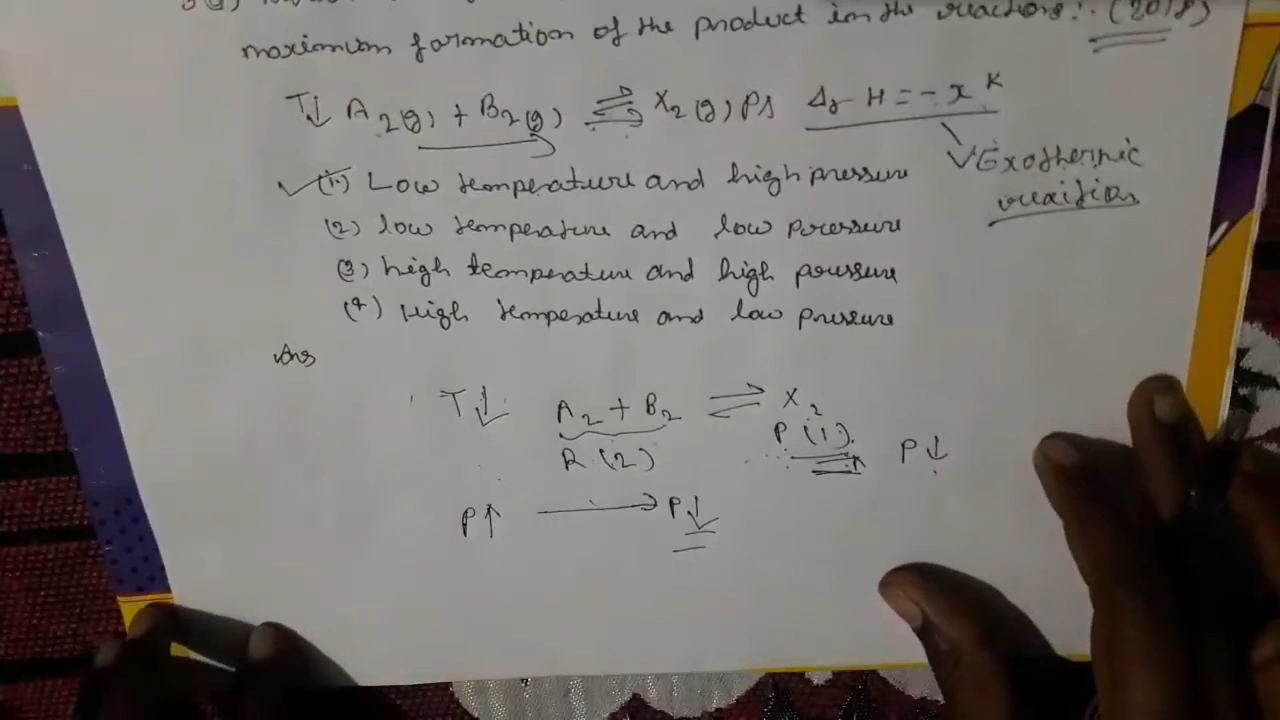 maximum formation of the product in the reactions:. (2018)
T↓ A2(g) + B2(g) ⇌ X2(g) Ps Δr H = - x K
Exothermic
reaction
✓(1) Low temperature and high pressure
(2) low temperature and low pressure
(3) high temperature and high pressure
(4) High temperature and low pressure
Ans
T↓ A2 + B2 ⇌ X2
R (2) P (1) P↓
P↑ → P↓